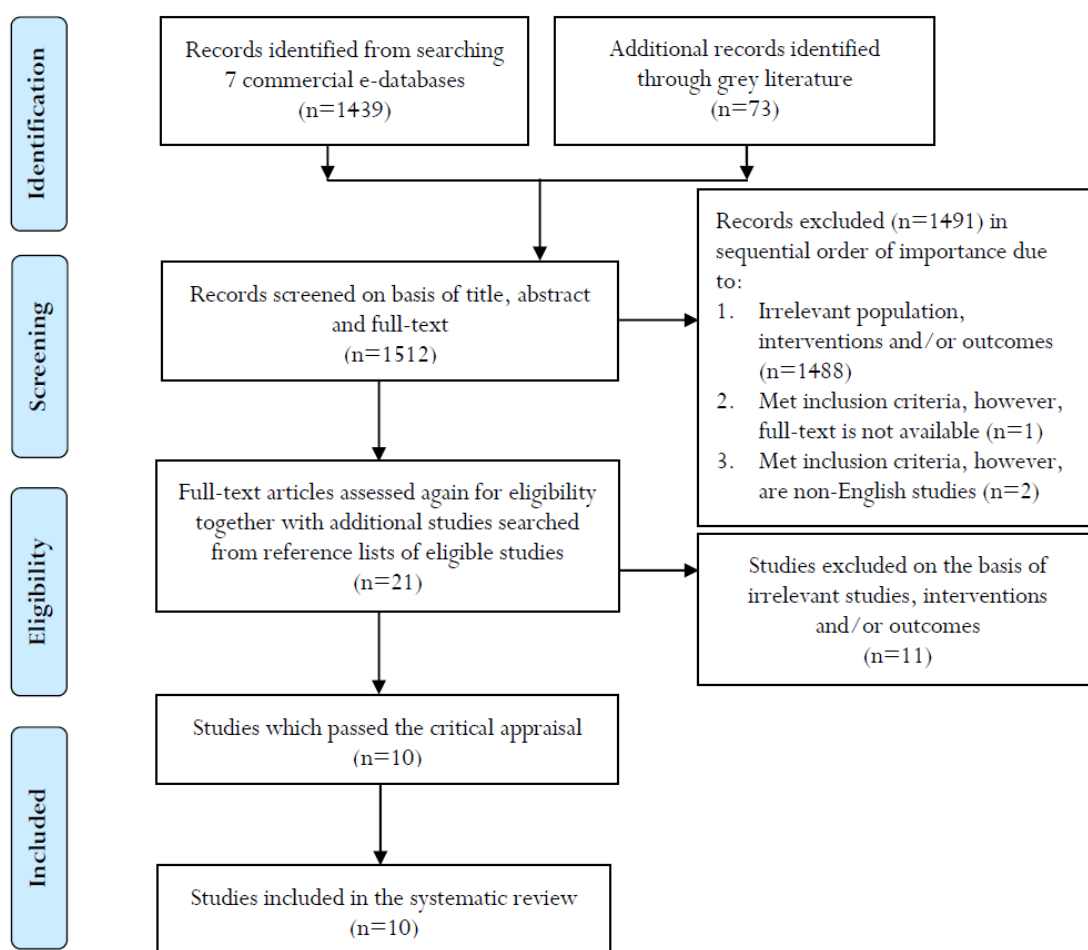 Identification
Records identified from searching
7 commercial e-databases
(n=1439)
Additional records identified
through grey literature
(n=73)
Screening
Records screened on basis of title, abstract
and full-text
(n=1512)
Records excluded (n=1491) in
sequential order of importance due
to:
1. Irrelevant population,
interventions and/or outcomes
(n=1488)
2. Met inclusion criteria, however,
full-text is not available (n=1)
3. Met inclusion criteria, however,
are non-English studies (n=2)
Eligibility
Full-text articles assessed again for eligibility
together with additional studies searched
from reference lists of eligible studies
(n=21)
Studies excluded on the basis of
irrelevant studies, interventions
and/or outcomes
(n=11)
Studies which passed the critical appraisal
(n=10)
Included
Studies included in the systematic review
(n=10)